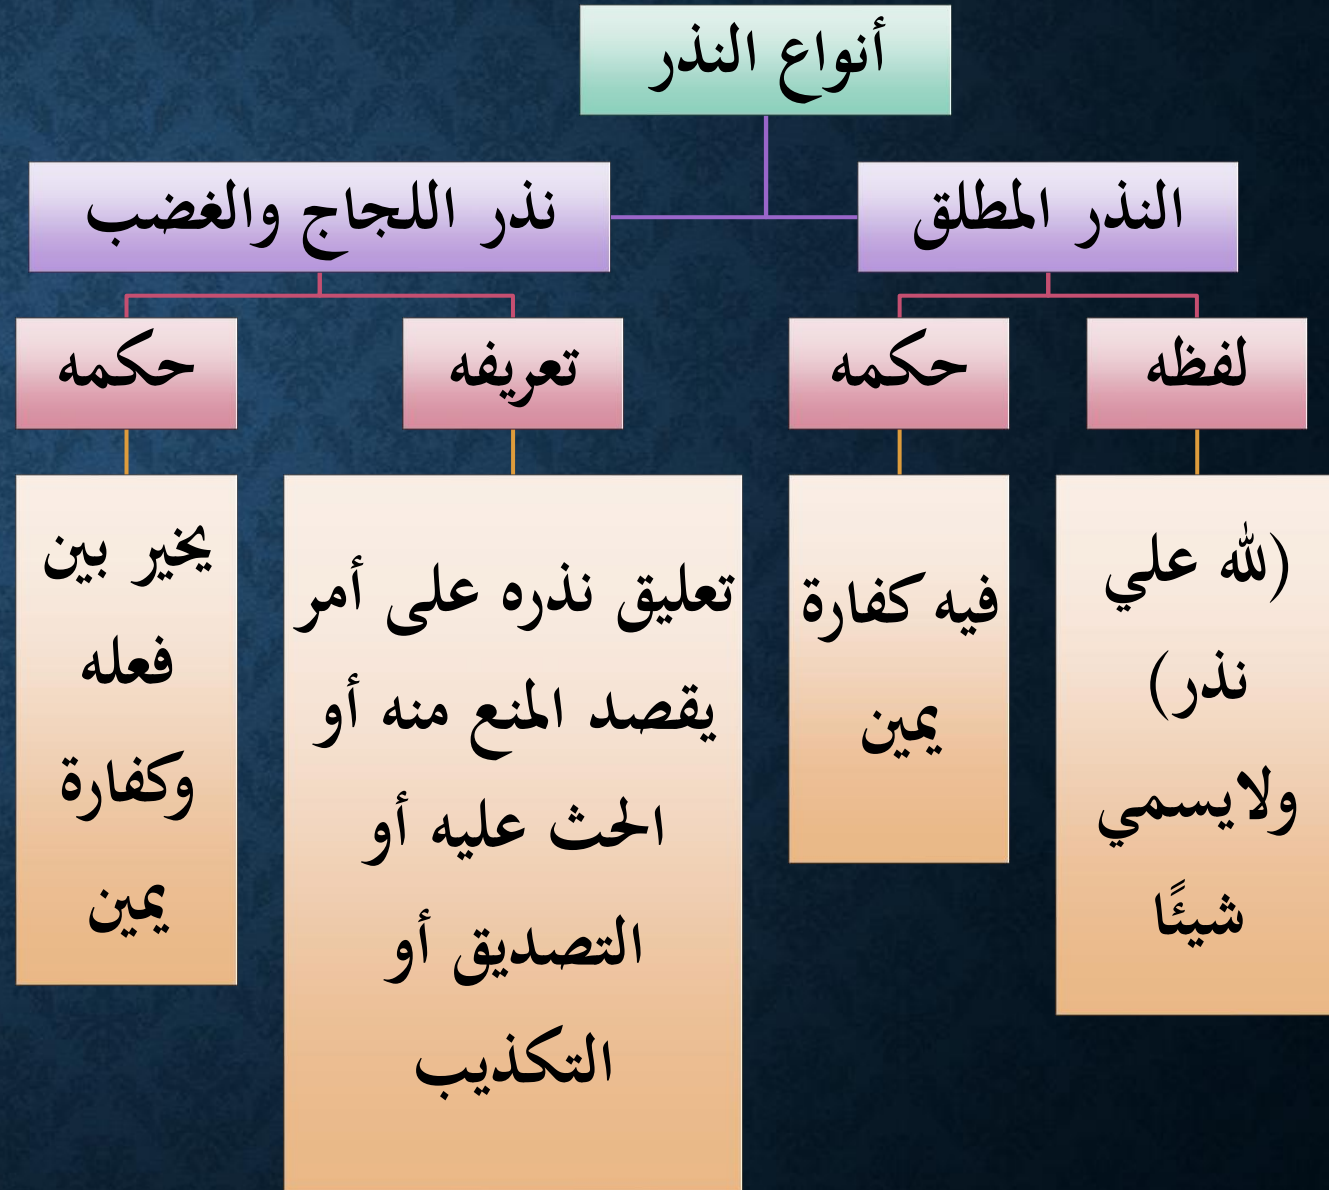 أنواع النذر
النذر المطلق
نذر اللجاج والغضب
لفظه
حكمه
تعريفه
حكمه
(لله علي
نذر)
ولايسمي
شيئًا
فيه كفارة
يمين
تعليق نذره على أمر
يقصد المنع منه أو
الحث عليه أو
التصديق أو
التكذيب
يخير بين
فعله
وكفارة
يمين